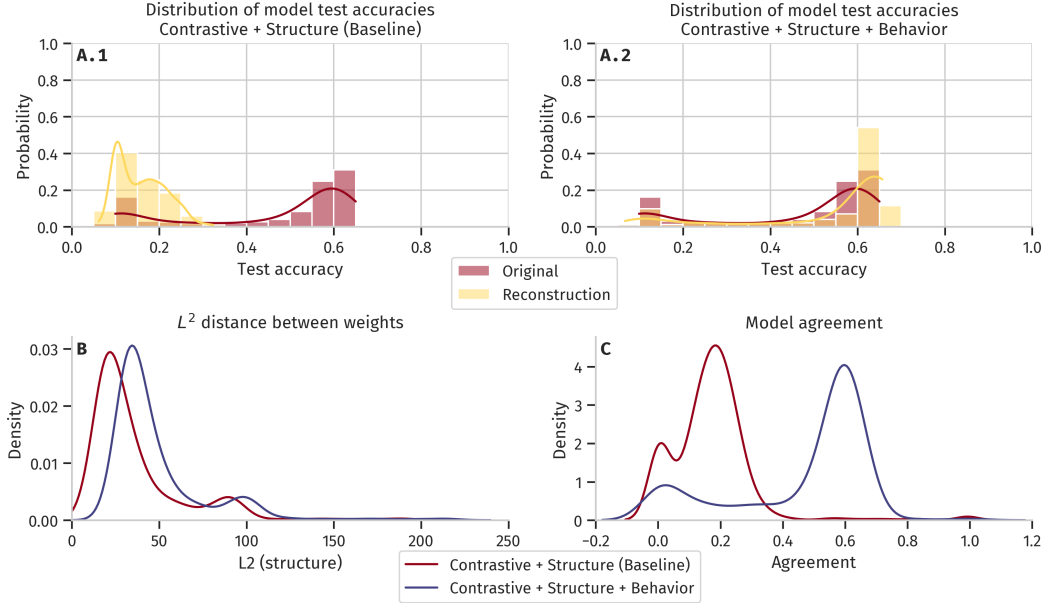 Distribution of model test accuracies
Contrastive + Structure (Baseline)
A.1
1.0
0.8
0.6
0.4
0.2
0.0
Probability
0.0 0.2 0.4 0.6 0.8 1.0
Test accuracy
Distribution of model test accuracies
Contrastive + Structure + Behavior
A.2
1.0
0.8
0.6
0.4
0.2
0.0
Probability
0.0 0.2 0.4 0.6 0.8 1.0
Test accuracy
Original
Reconstruction
L² distance between weights
B
0.03
0.02
0.01
0.00
Density
0 50 100 150 200 250
L2 (structure)
Model agreement
C
4
3
2
1
0
Density
−0.2 0.0 0.2 0.4 0.6 0.8 1.0 1.2
Agreement
Contrastive + Structure (Baseline)
Contrastive + Structure + Behavior